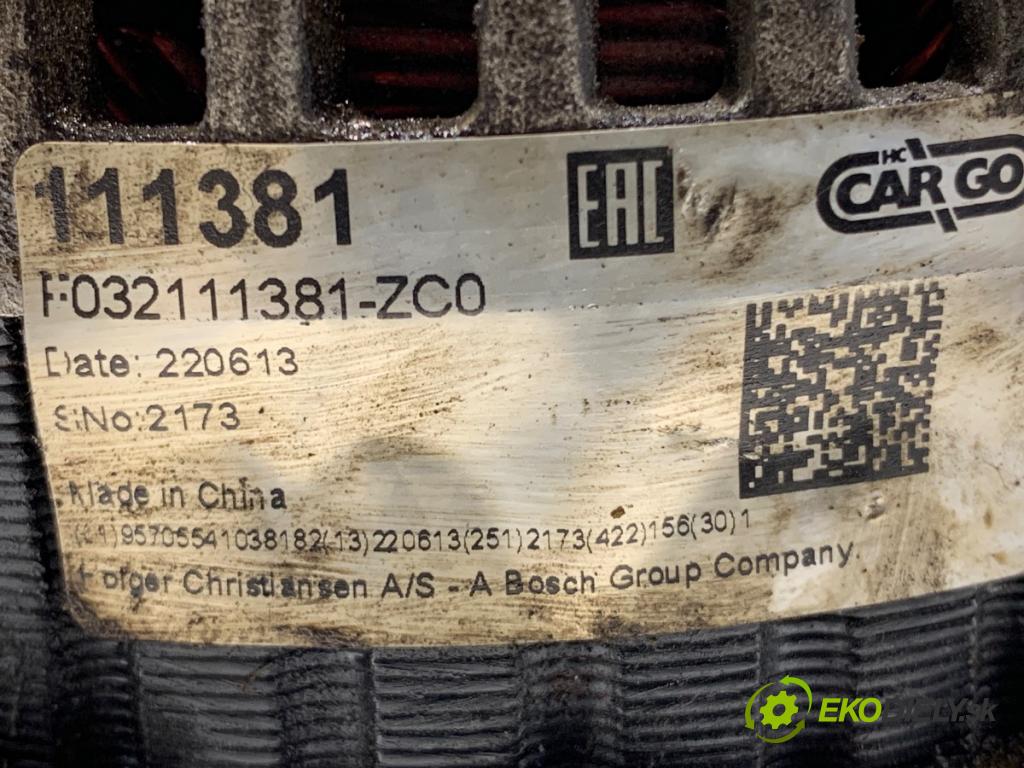 111381
EAC
HC
CARGO
F032111381-ZC0
Date: 220613
S.No:2173
Made in China
(21)95705541038182(13)220613(251)2173(422)156(30)1
Holger Christiansen A/S - A Bosch Group Company
EKODIELY.sk